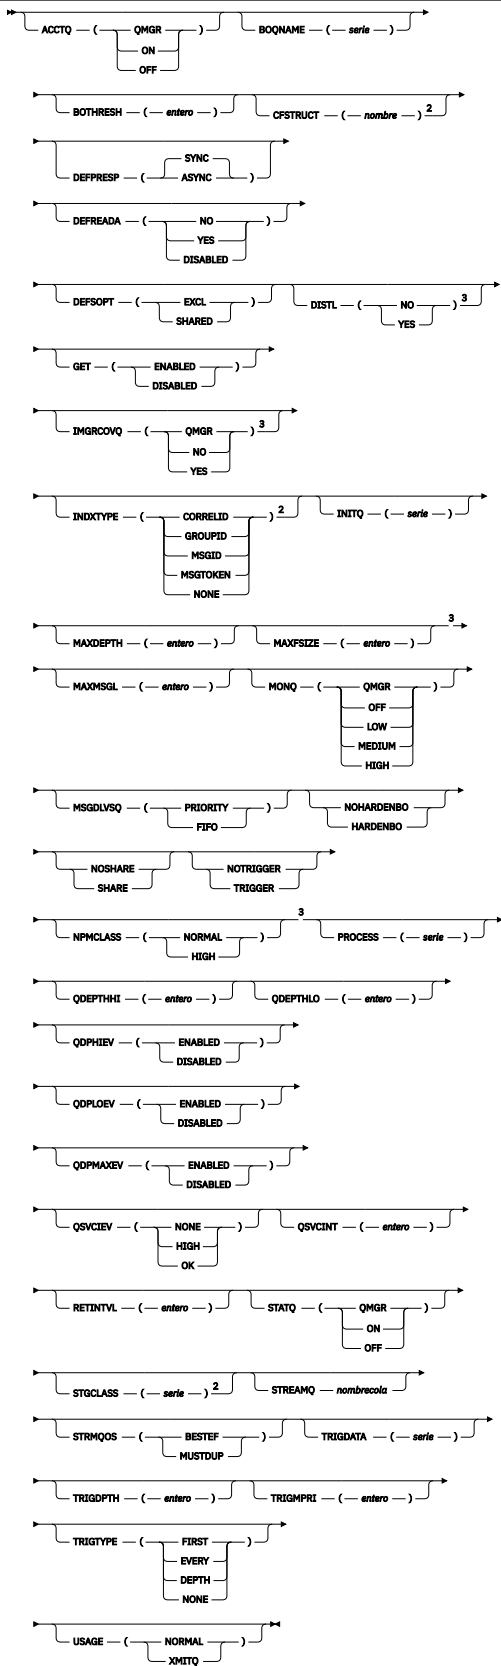 ACCTQ ( QMGR ) BOQNAME ( serie )
ON
OFF
BOTHRESH ( entero ) CFSTRUCT ( nombre ) 2
SYNC
DEFPRESP ( ASYNC )
DEFREADA ( NO )
YES
DISABLED
DEFSOPT ( EXCL ) DISTL ( NO ) 3
SHARED YES
GET ( ENABLED )
DISABLED
IMGRCOVQ ( QMGR ) 3
NO
YES
INDXTYPE ( CORRELID ) 2 INITQ ( serie )
GROUPID
MSGID
MSGTOKEN
NONE
3
MAXDEPTH ( entero ) MAXFSIZE ( entero )
MAXMSGL ( entero ) MONQ ( QMGR )
OFF
LOW
MEDIUM
HIGH
MSGDLVSQ ( PRIORITY ) NOHARDENBO
FIFO HARDENBO
NOSHARE NOTRIGGER
SHARE TRIGGER
3
NPMCLASS ( NORMAL ) PROCESS ( serie )
HIGH
QDEPTHHI ( entero ) QDEPTHLO ( entero )
QDPHIEV ( ENABLED )
DISABLED
QDPLOEV ( ENABLED )
DISABLED
QDPMAXEV ( ENABLED )
DISABLED
QSVCIEV ( NONE ) QSVCINT ( entero )
HIGH
OK
RETINTVL ( entero ) STATQ ( QMGR )
ON
OFF
STGCLASS ( serie ) 2 STREAMQ nombrecola
STRMQOS ( BESTEF ) TRIGDATA ( serie )
MUSTDUP
TRIGDPTH ( entero ) TRIGMPRI ( entero )
TRIGTYPE ( FIRST )
EVERY
DEPTH
NONE
USAGE ( NORMAL )
XMITQ